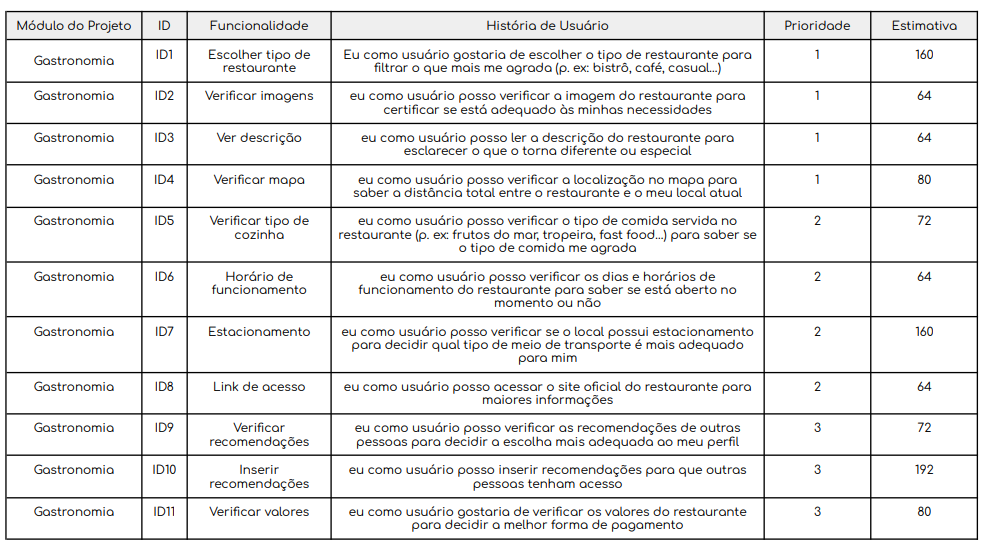 Módulo do Projeto ID Funcionalidade História de Usuário Prioridade Estimativa
Gastronomia ID1 Escolher tipo de restaurante Eu como usuário gostaria de escolher o tipo de restaurante para filtrar o que mais me agrada (p. ex: bistrô, café, casual...) 1 160
Gastronomia ID2 Verificar imagens eu como usuário posso verificar a imagem do restaurante para certificar se está adequado às minhas necessidades 1 64
Gastronomia ID3 Ver descrição eu como usuário posso ler a descrição do restaurante para esclarecer o que o torna diferente ou especial 1 64
Gastronomia ID4 Verificar mapa eu como usuário posso verificar a localização no mapa para saber a distância total entre o restaurante e o meu local atual 1 80
Gastronomia ID5 Verificar tipo de cozinha eu como usuário posso verificar o tipo de comida servida no restaurante (p. ex: frutos do mar, tropeira, fast food...) para saber se o tipo de comida me agrada 2 72
Gastronomia ID6 Horário de funcionamento eu como usuário posso verificar os dias e horários de funcionamento do restaurante para saber se está aberto no momento ou não 2 64
Gastronomia ID7 Estacionamento eu como usuário posso verificar se o local possui estacionamento para decidir qual tipo de meio de transporte é mais adequado para mim 2 160
Gastronomia ID8 Link de acesso eu como usuário posso acessar o site oficial do restaurante para maiores informações 2 64
Gastronomia ID9 Verificar recomendações eu como usuário posso verificar as recomendações de outras pessoas para decidir a escolha mais adequada ao meu perfil 3 72
Gastronomia ID10 Inserir recomendações eu como usuário posso inserir recomendações para que outras pessoas tenham acesso 3 192
Gastronomia ID11 Verificar valores eu como usuário gostaria de verificar os valores do restaurante para decidir a melhor forma de pagamento 3 80